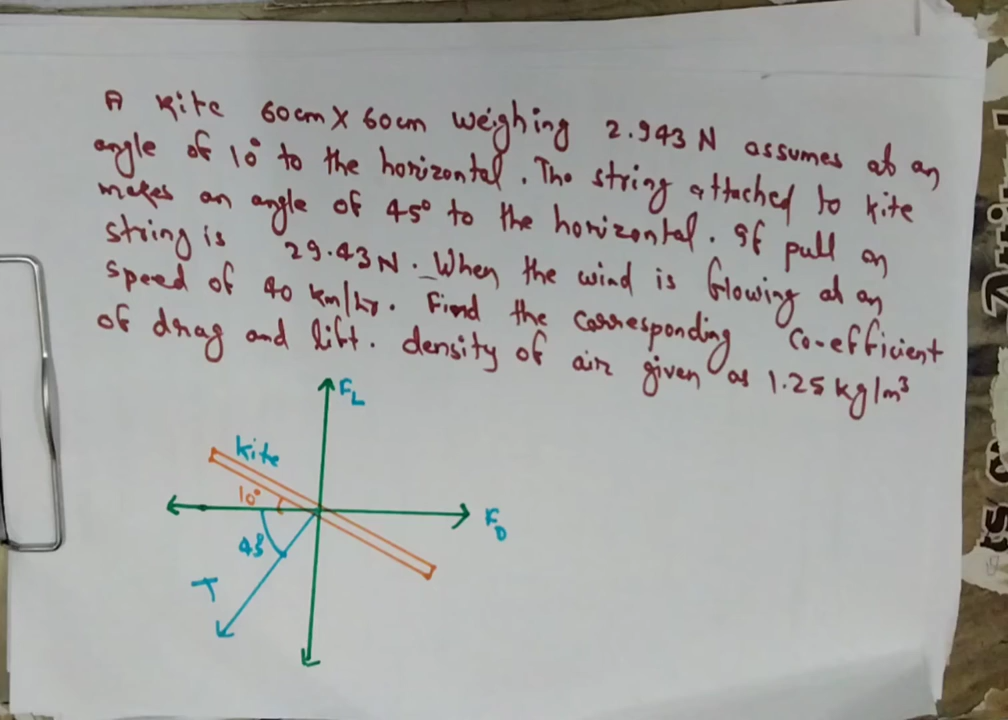 A kite 60cm x 60cm weighing 2.943 N assumes at an
angle of 10° to the horizontal. The string attached to kite
makes an angle of 45° to the horizontal. If pull on
string is 29.43 N. When the wind is flowing at an
speed of 40 km/hr. Find the corresponding co-efficient
of drag and lift. density of air given as 1.25 kg/m³
F_L
kite
10°
F_D
45°
T